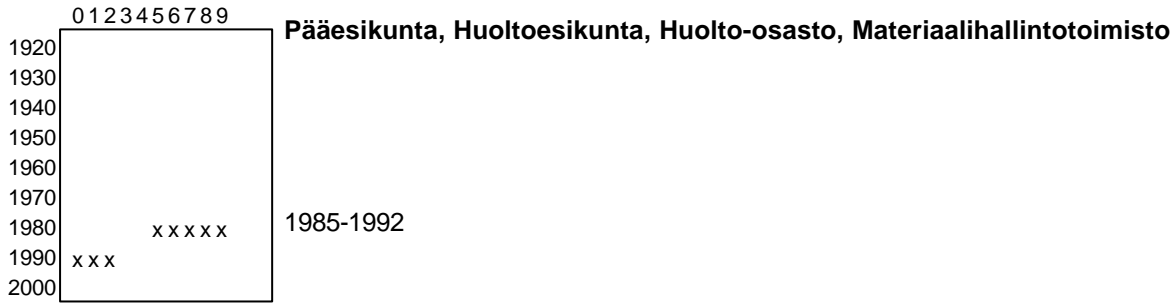 0123456789
Pääesikunta, Huoltoesikunta, Huolto-osasto, Materiaalihallintotoimisto
1920
1930
1940
1950
1960
1970
1980 xxxxx 1985-1992
1990 xxx
2000